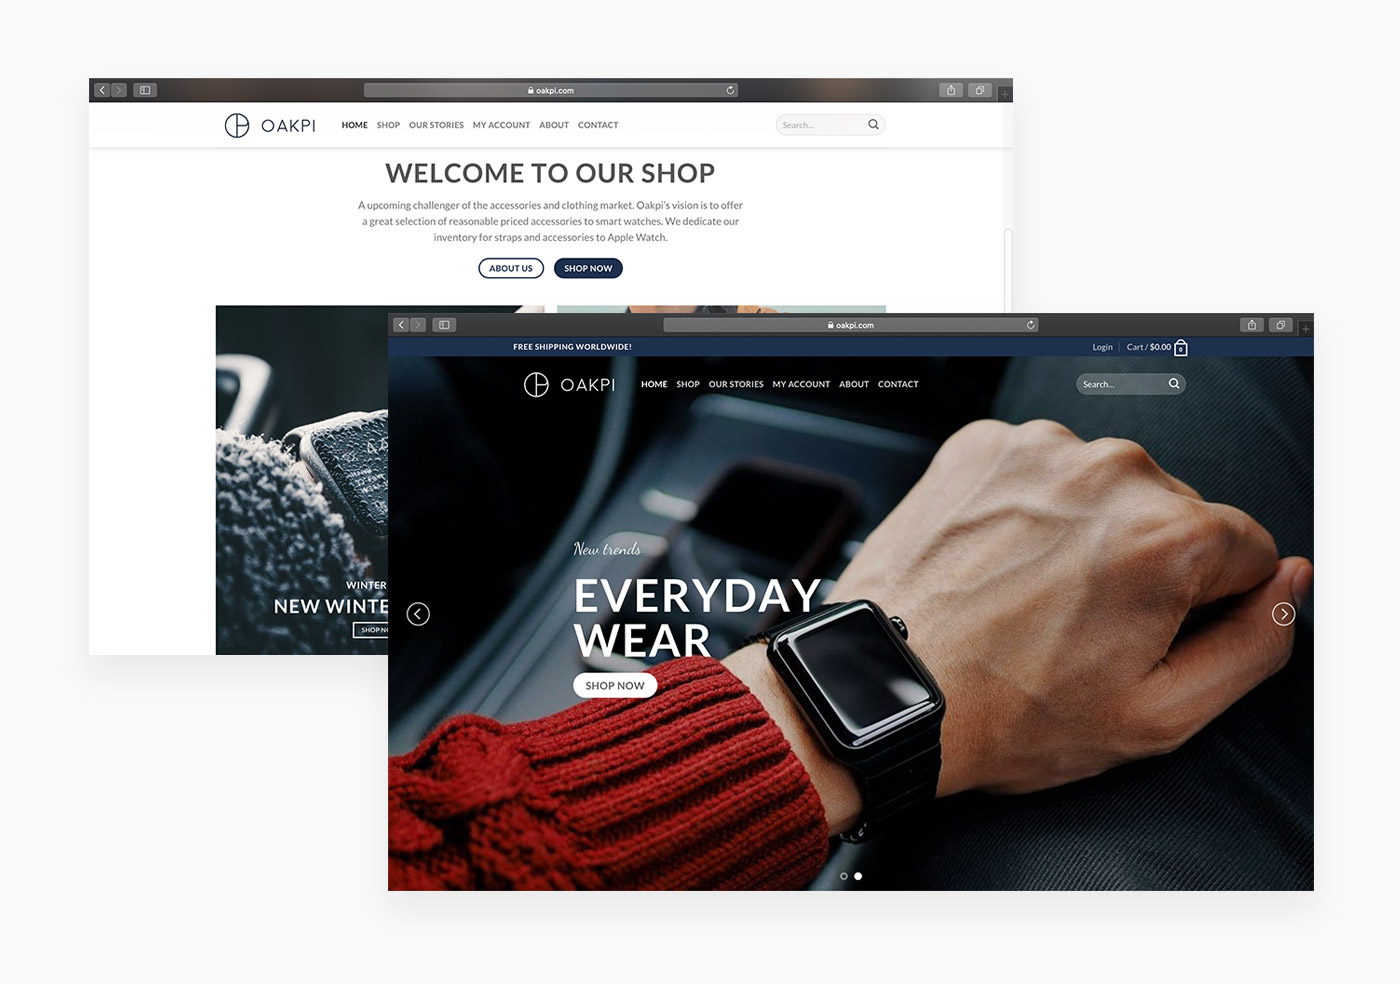 oakpi.com
OAKPI HOME SHOP OUR STORIES MY ACCOUNT ABOUT CONTACT Search...
WELCOME TO OUR SHOP
A upcoming challenger of the accessories and clothing market. Oakpi's vision is to offer
a great selection of reasonable priced accessories to smart watches. We dedicate our
inventory for straps and accessories to Apple Watch.
ABOUT US SHOP NOW
WINTER
NEW WINTE
SHOP NO
oakpi.com
FREE SHIPPING WORLDWIDE! Login Cart / $0.00 0
OAKPI HOME SHOP OUR STORIES MY ACCOUNT ABOUT CONTACT Search...
New trends
EVERYDAY
WEAR
SHOP NOW